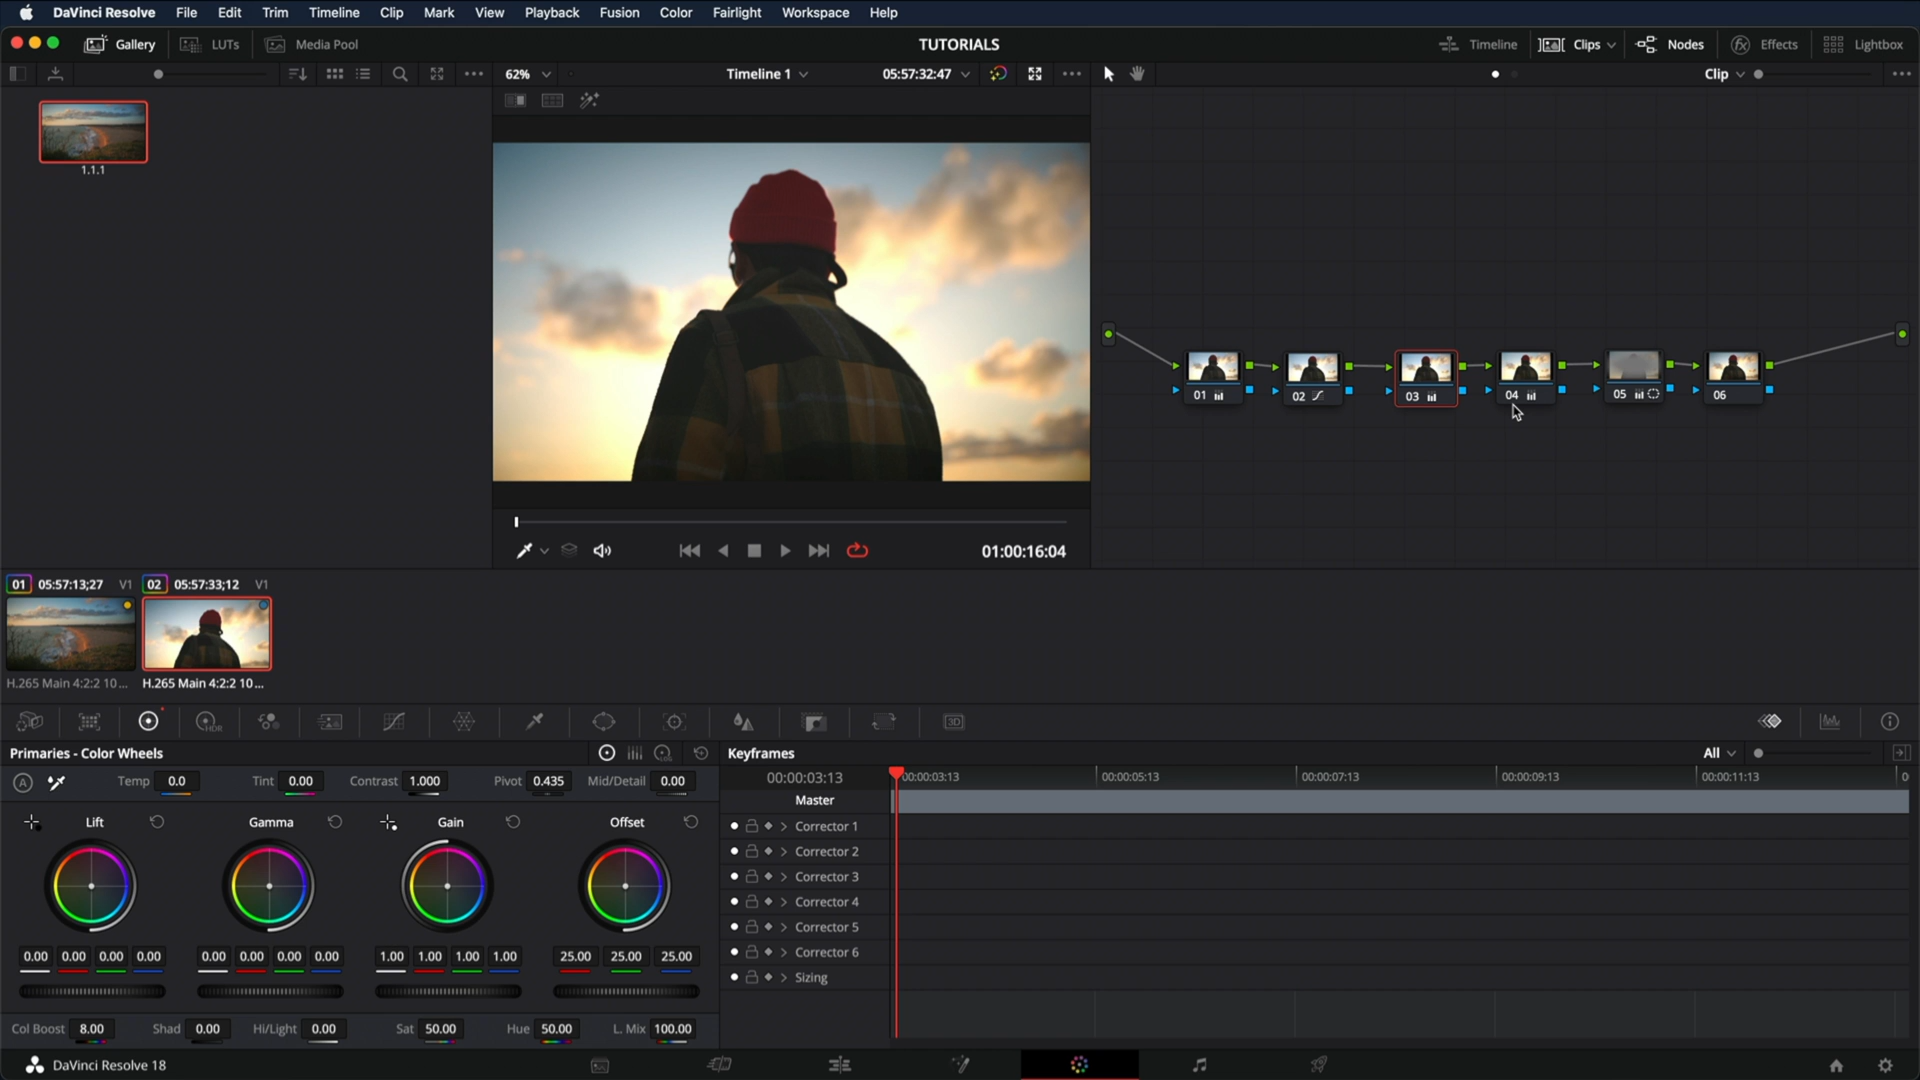 DaVinci Resolve File Edit Trim Timeline Clip Mark View Playback Fusion Color Fairlight Workspace Help
Gallery LUTs Media Pool TUTORIALS Timeline Clips Nodes Effects Lightbox
62% Timeline 1 05:57:32:47 Clip
1.1.1
01 02 03 04 05 06
01:00:16:04
01 05:57:13;27 V1 02 05:57:33;12 V1
H.265 Main 4:2:2 10... H.265 Main 4:2:2 10...
HDR 3D
Primaries - Color Wheels LOG Keyframes All
A Temp 0.0 Tint 0.00 Contrast 1.000 Pivot 0.435 Mid/Detail 0.00
00:00:03:13 00:00:03:13 00:00:05:13 00:00:07:13 00:00:09:13 00:00:11:13 0
Master
Lift Gamma Gain Offset
Corrector 1
Corrector 2
Corrector 3
Corrector 4
Corrector 5
Corrector 6
Sizing
0.00 0.00 0.00 0.00 0.00 0.00 0.00 0.00 1.00 1.00 1.00 1.00 25.00 25.00 25.00
Col Boost 8.00 Shad 0.00 Hi/Light 0.00 Sat 50.00 Hue 50.00 L. Mix 100.00
DaVinci Resolve 18